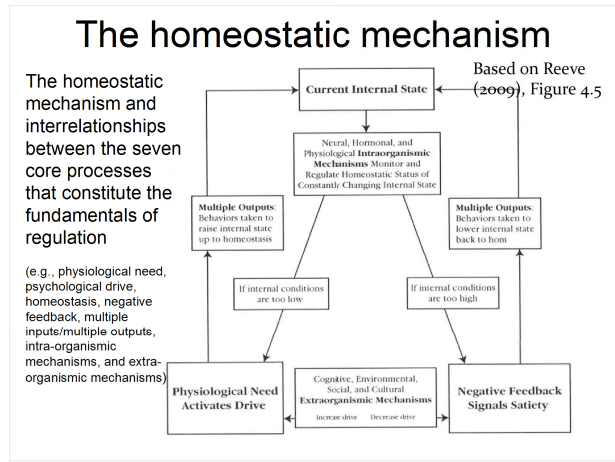 The homeostatic mechanism
The homeostatic
mechanism and
interrelationships
between the seven
core processes
that constitute the
fundamentals of
regulation
(e.g., physiological need,
psychological drive,
homeostasis, negative
feedback, multiple
inputs/multiple outputs,
intra-organismic
mechanisms, and extra-
organismic mechanisms)
Based on Reeve
(2009), Figure 4.5
Current Internal State
Neural, Hormonal, and
Physiological Intraorganismic
Mechanisms Monitor and
Regulate Homeostatic Status of
Constantly Changing Internal State
Multiple Outputs:
Behaviors taken to
raise internal state
up to homeostasis
Multiple Outputs:
Behaviors taken to
lower internal state
back to hom
If internal conditions
are too low
If internal conditions
are too high
Physiological Need
Activates Drive
Cognitive, Environmental,
Social, and Cultural
Extraorganismic Mechanisms
Increase drive Decrease drive
Negative Feedback
Signals Satiety